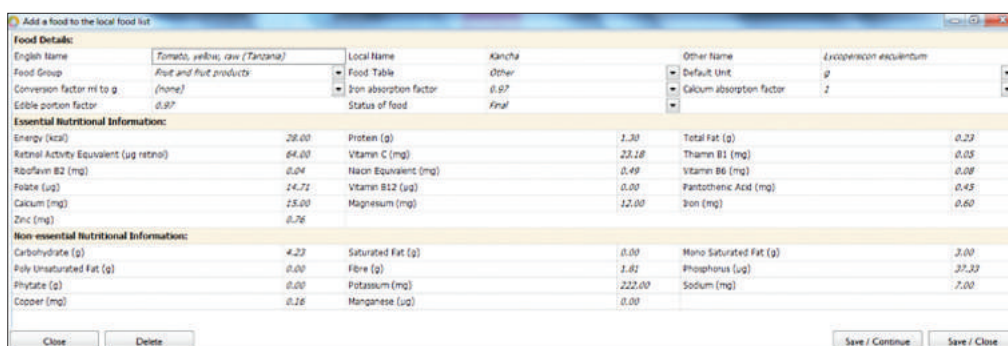 Add a food to the local food list
Food Details:
English Name Tomato, yellow, raw (Tanzania) Local Name Kancha Other Name Lycopersicon esculentum
Food Group Fruit and fruit products Food Table Other Default Unit g
Conversion factor ml to g (none) Iron absorption factor 0.97 Calcium absorption factor 1
Edible portion factor 0.97 Status of food Final
Essential Nutritional Information:
Energy (kcal) 28.00 Protein (g) 1.30 Total Fat (g) 0.23
Retinol Activity Equivalent (µg retinol) 64.00 Vitamin C (mg) 23.18 Thiamin B1 (mg) 0.05
Riboflavin B2 (mg) 0.04 Niacin Equivalent (mg) 0.49 Vitamin B6 (mg) 0.08
Folate (µg) 14.71 Vitamin B12 (µg) 0.00 Pantothenic Acid (mg) 0.45
Calcium (mg) 15.00 Magnesium (mg) 12.00 Iron (mg) 0.60
Zinc (mg) 0.76
Non-essential Nutritional Information:
Carbohydrate (g) 4.23 Saturated Fat (g) 0.00 Mono Saturated Fat (g) 3.00
Poly Unsaturated Fat (g) 0.00 Fibre (g) 1.81 Phosphorus (µg) 37.33
Phytate (g) 0.00 Potassium (mg) 222.00 Sodium (mg) 7.00
Copper (mg) 0.16 Manganese (µg) 0.00
Close Delete Save / Continue Save / Close